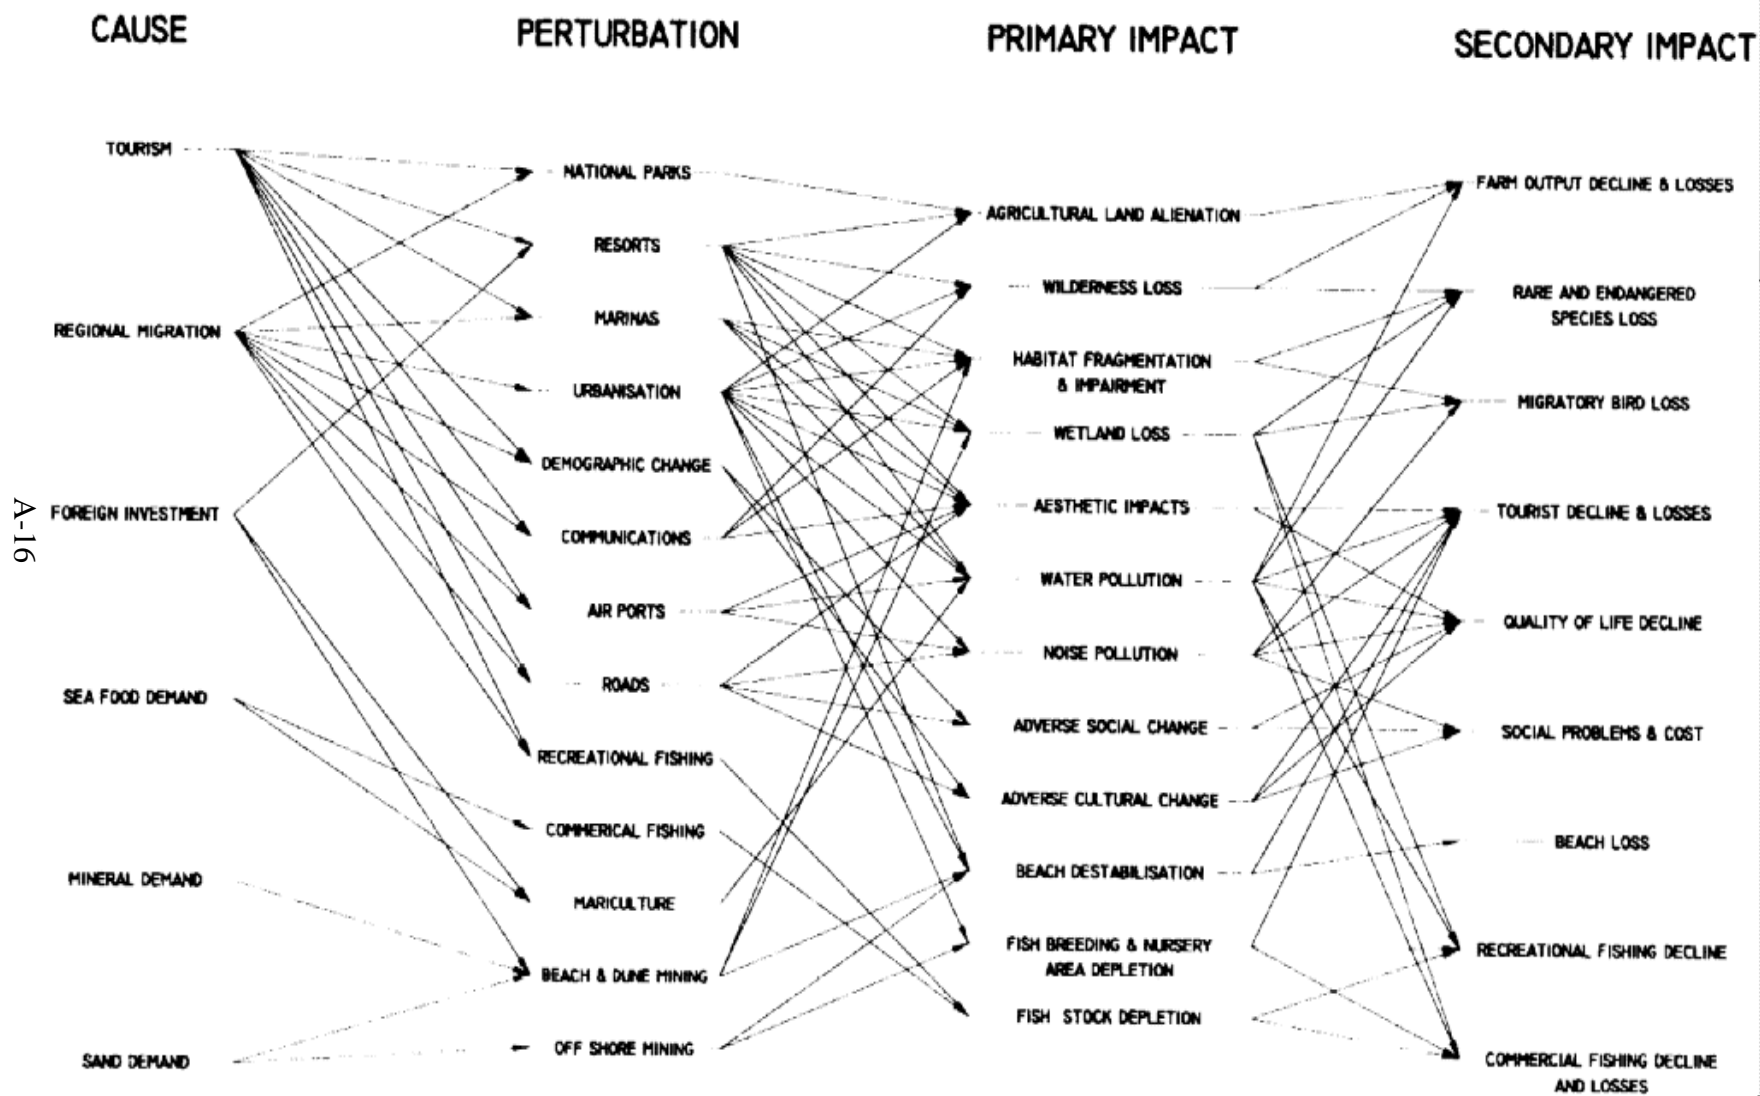 CAUSE
PERTURBATION
PRIMARY IMPACT
SECONDARY IMPACT
TOURISM
REGIONAL MIGRATION
FOREIGN INVESTMENT
SEA FOOD DEMAND
MINERAL DEMAND
SAND DEMAND
NATIONAL PARKS
RESORTS
MARINAS
URBANISATION
DEMOGRAPHIC CHANGE
COMMUNICATIONS
AIR PORTS
ROADS
RECREATIONAL FISHING
COMMERICAL FISHING
MARICULTURE
BEACH & DUNE MINING
OFF SHORE MINING
AGRICULTURAL LAND ALIENATION
WILDERNESS LOSS
HABITAT FRAGMENTATION
& IMPAIRMENT
WETLAND LOSS
AESTHETIC IMPACTS
WATER POLLUTION
NOISE POLLUTION
ADVERSE SOCIAL CHANGE
ADVERSE CULTURAL CHANGE
BEACH DESTABILISATION
FISH BREEDING & NURSERY
AREA DEPLETION
FISH STOCK DEPLETION
FARM OUTPUT DECLINE & LOSSES
RARE AND ENDANGERED
SPECIES LOSS
MIGRATORY BIRD LOSS
TOURIST DECLINE & LOSSES
QUALITY OF LIFE DECLINE
SOCIAL PROBLEMS & COST
BEACH LOSS
RECREATIONAL FISHING DECLINE
COMMERCIAL FISHING DECLINE
AND LOSSES
A-16